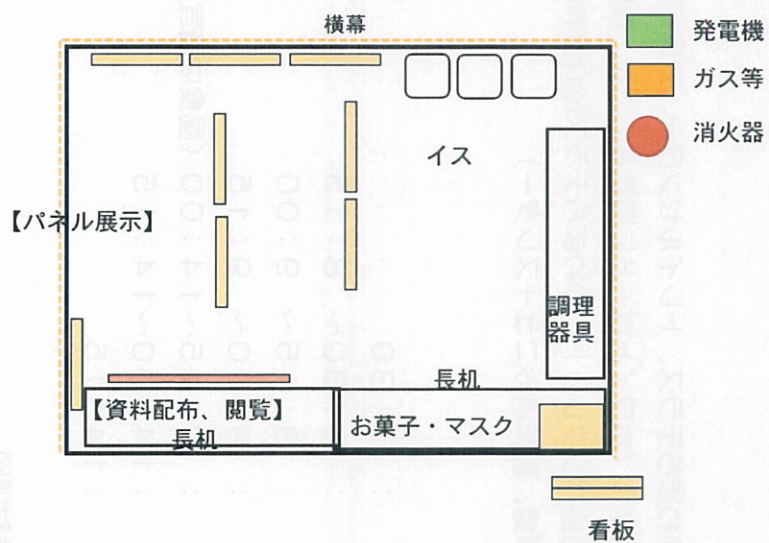 横幕
発電機
ガス等
消火器
イス
【パネル展示】
調理
器具
長机
【資料配布、閲覧】
長机
お菓子・マスク
看板